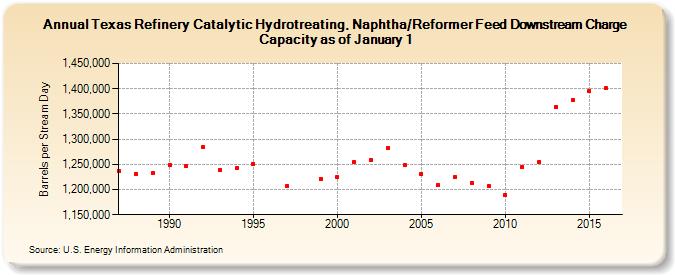 Annual Texas Refinery Catalytic Hydrotreating, Naphtha/Reformer Feed Downstream Charge
Capacity as of January 1
Barrels per Stream Day
1,450,000
1,400,000
1,350,000
1,300,000
1,250,000
1,200,000
1,150,000
1990 1995 2000 2005 2010 2015
Source: U.S. Energy Information Administration